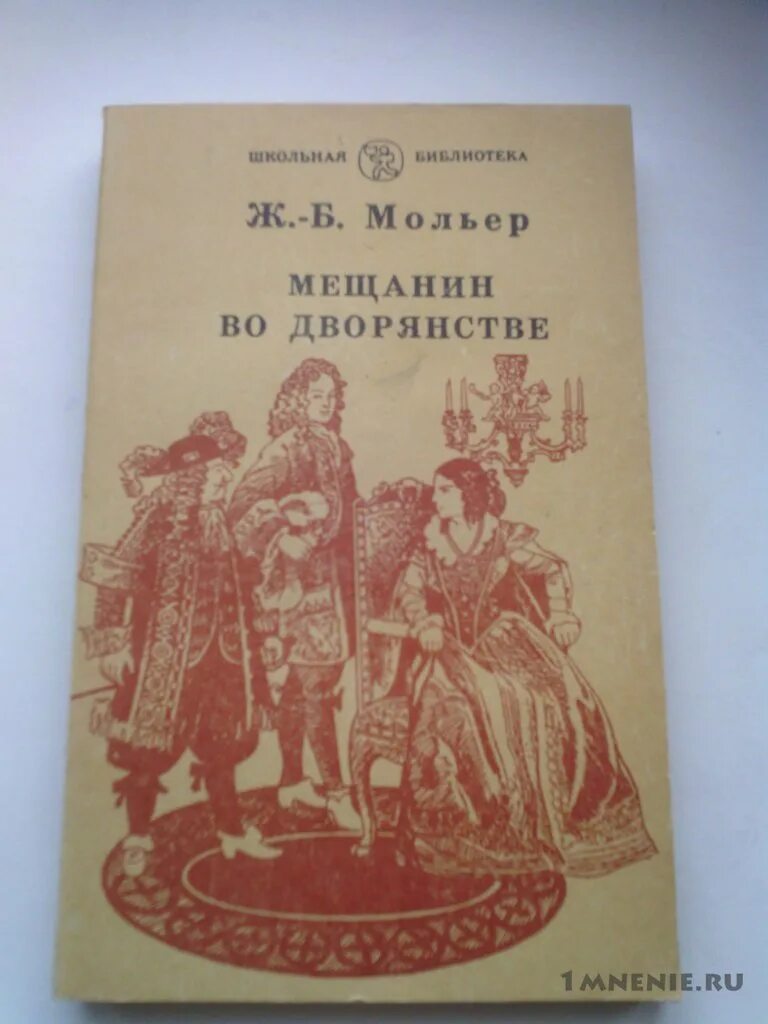 ШКОЛЬНАЯ БИБЛИОТЕКА
Ж.-Б. Мольер
МЕЩАНИН
ВО ДВОРЯНСТВЕ
1MNENIE.RU